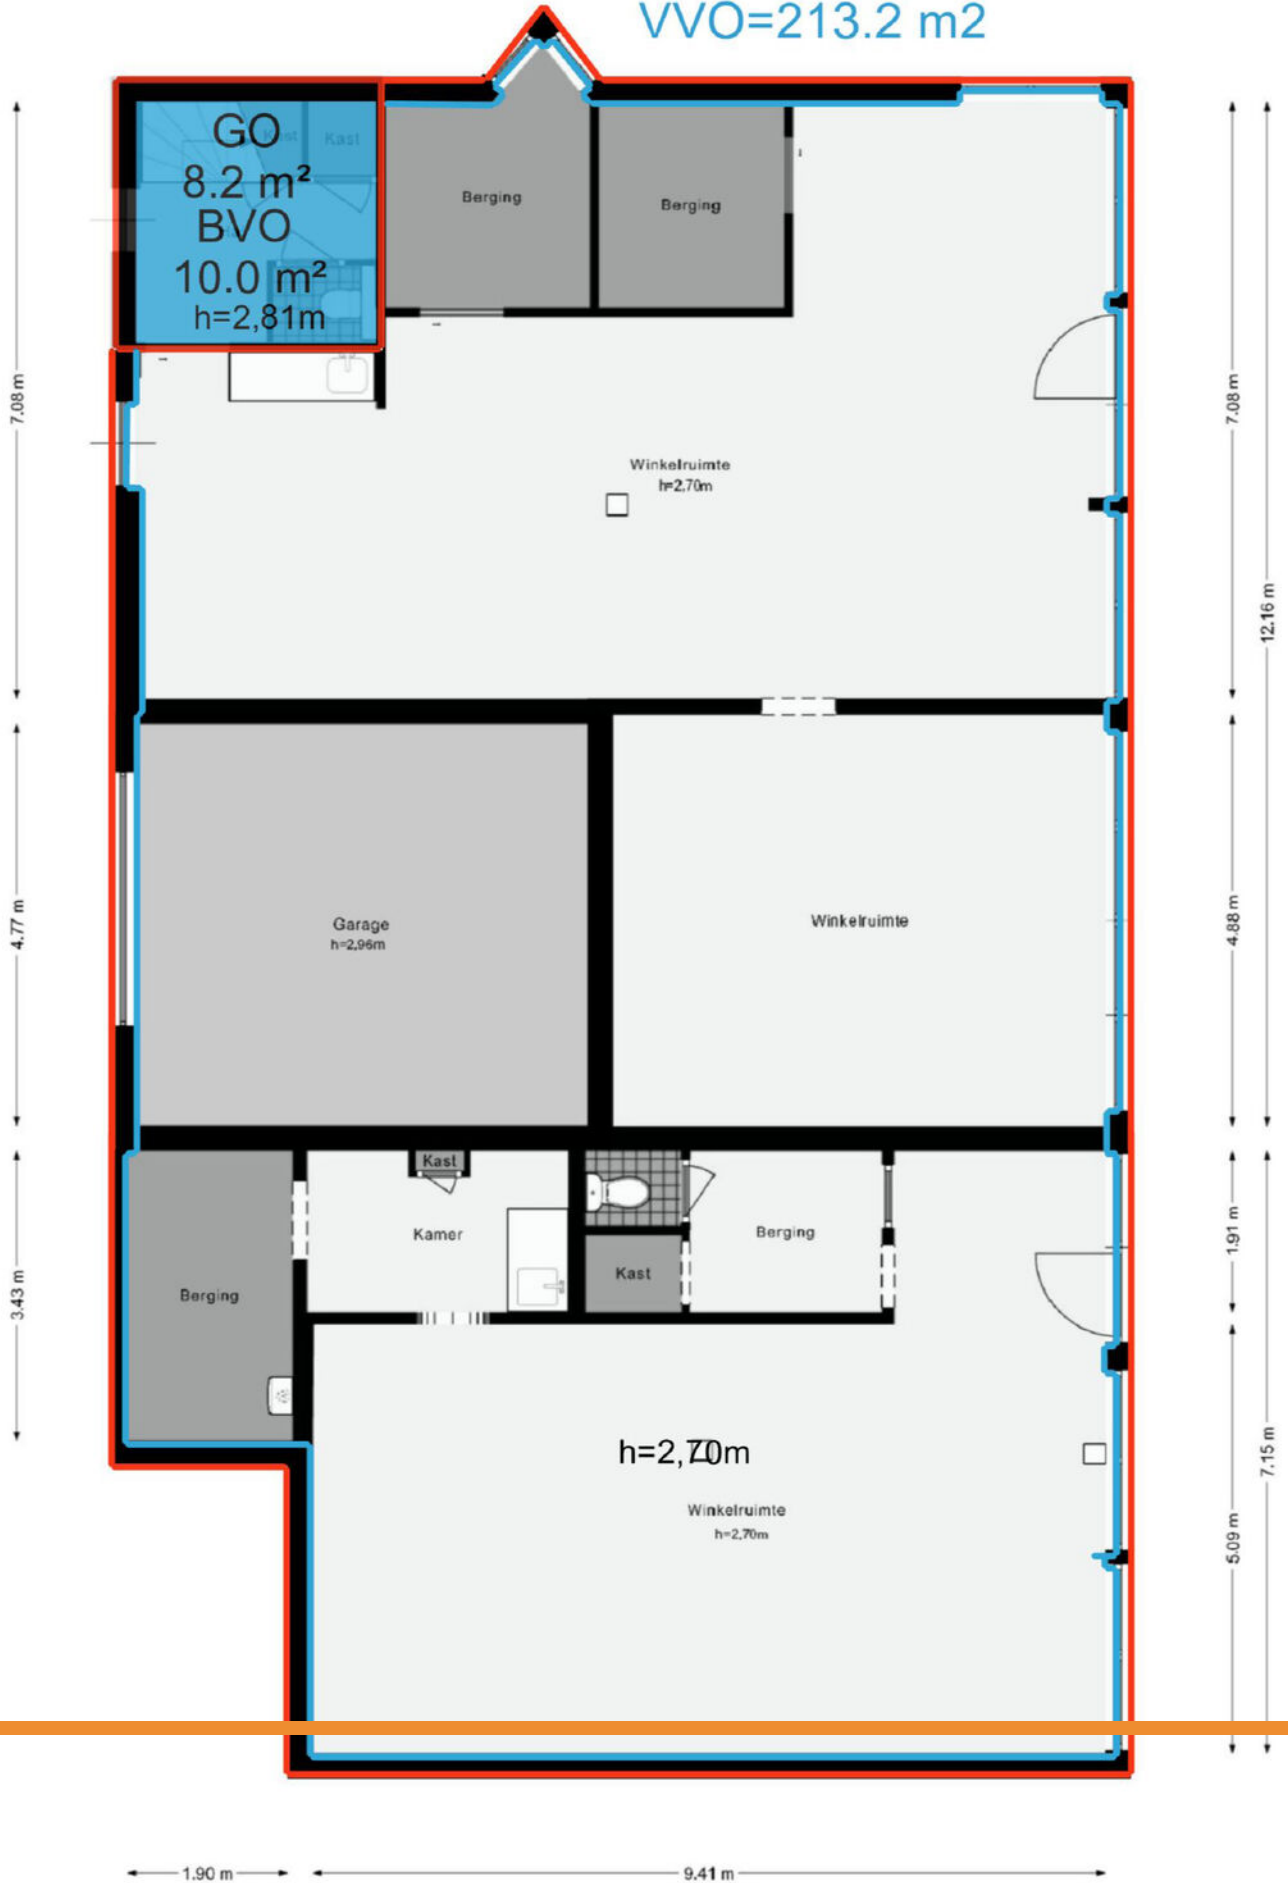 VVO=213.2 m2
GO
Kast
8.2 m²
BVO
10.0 m²
h=2,81m
Berging
Berging
7.08 m
7.08 m
Winkelruimte
h=2,70m
12.16 m
4.77 m
Garage
h=2,96m
Winkelruimte
4.88 m
Kast
Kamer
Berging
1.91 m
Kast
3.43 m
Berging
h=2,70m
Winkelruimte
h=2,70m
7.15 m
5.09 m
1.90 m
9.41 m